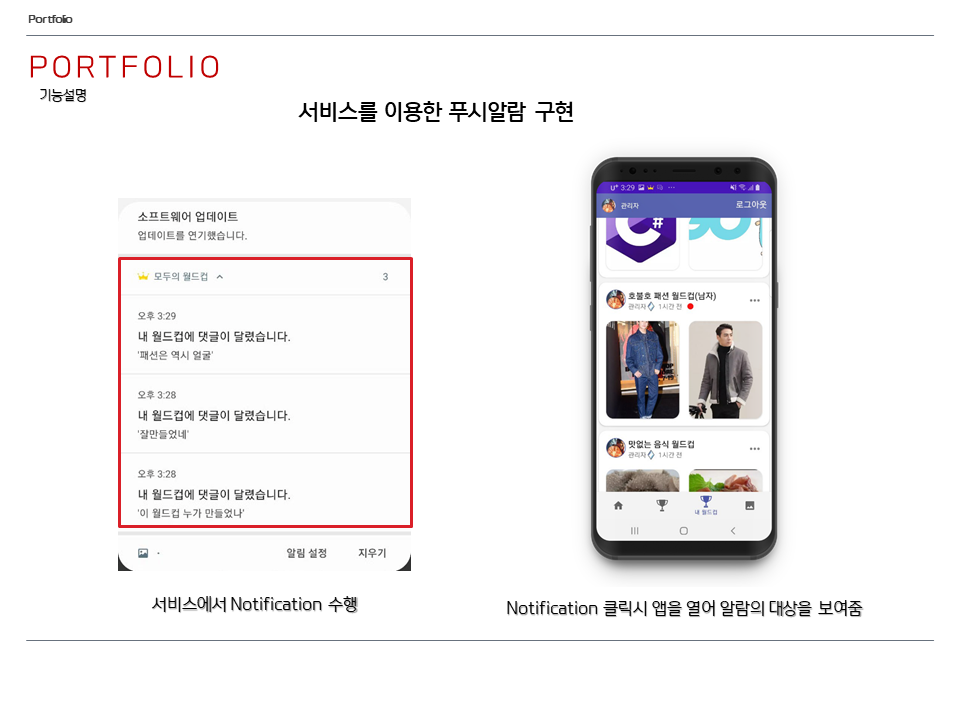 Portfolio
PORTFOLIO
기능설명
서비스를 이용한 푸시알람 구현
소프트웨어 업데이트
업데이트를 연기했습니다.
모두의 월드컵 3
오후 3:29
내 월드컵에 댓글이 달렸습니다.
'패션은 역시 얼굴'
오후 3:28
내 월드컵에 댓글이 달렸습니다.
'잘만들었네'
오후 3:28
내 월드컵에 댓글이 달렸습니다.
'이 월드컵 누가 만들었나'
알림 설정 지우기
서비스에서 Notification 수행
U+ 3:29
관리자 로그아웃
C#
호불호 패션 월드컵(남자)
관리자 1시간 전
맛없는 음식 월드컵
관리자 1시간 전
내 월드컵
Notification 클릭시 앱을 열어 알람의 대상을 보여줌